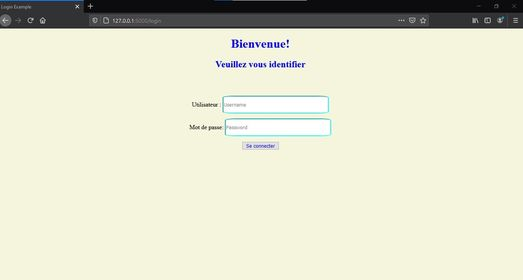 Login Example
127.0.0.1:5000/login
Bienvenue!
Veuillez vous identifier
Utilisateur : Username
Mot de passe: Password
Se connecter